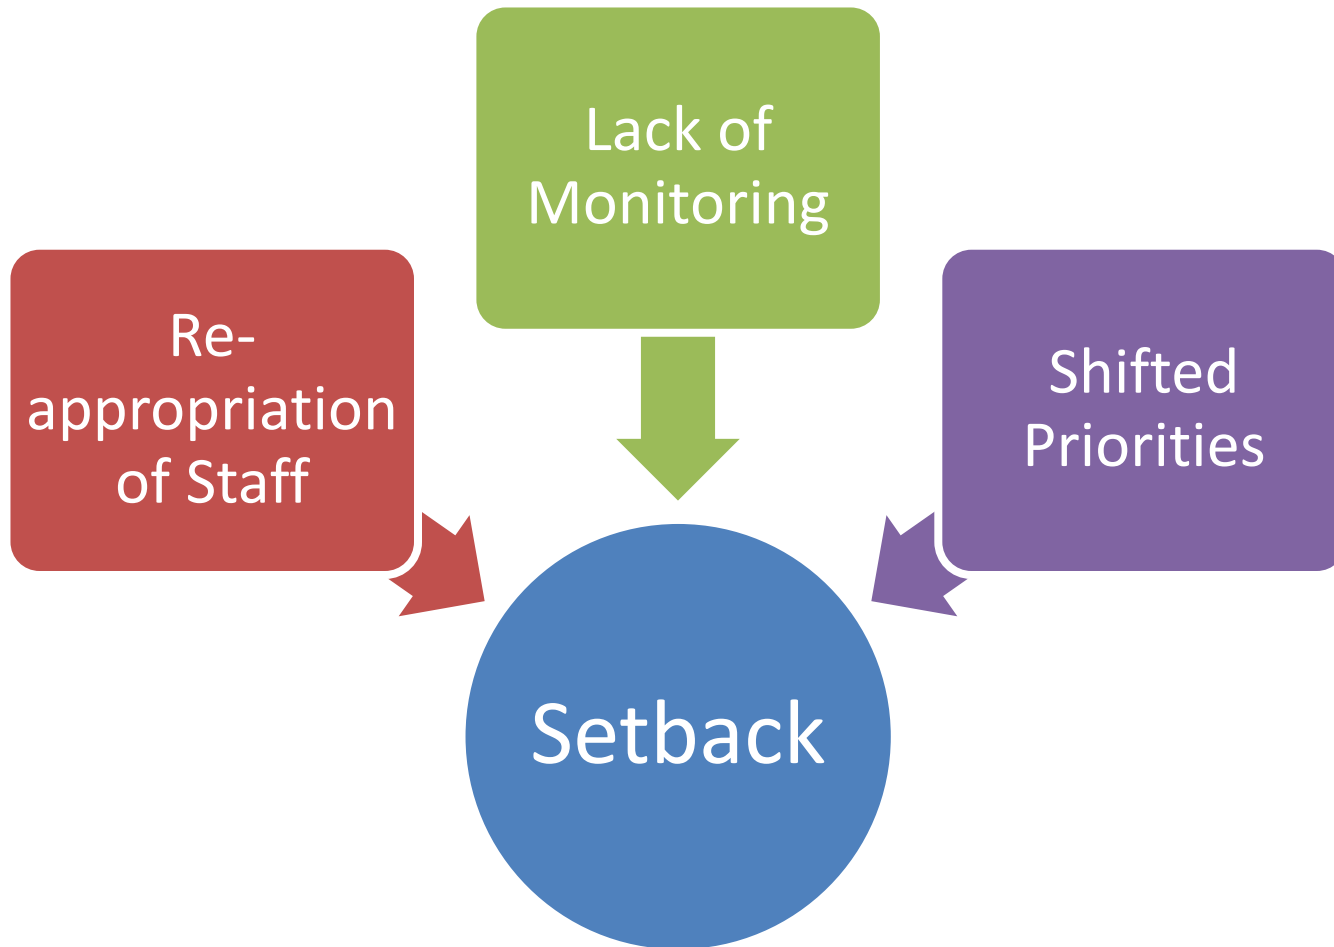 Lack of
Monitoring
Re-
appropriation
of Staff
Shifted
Priorities
Setback